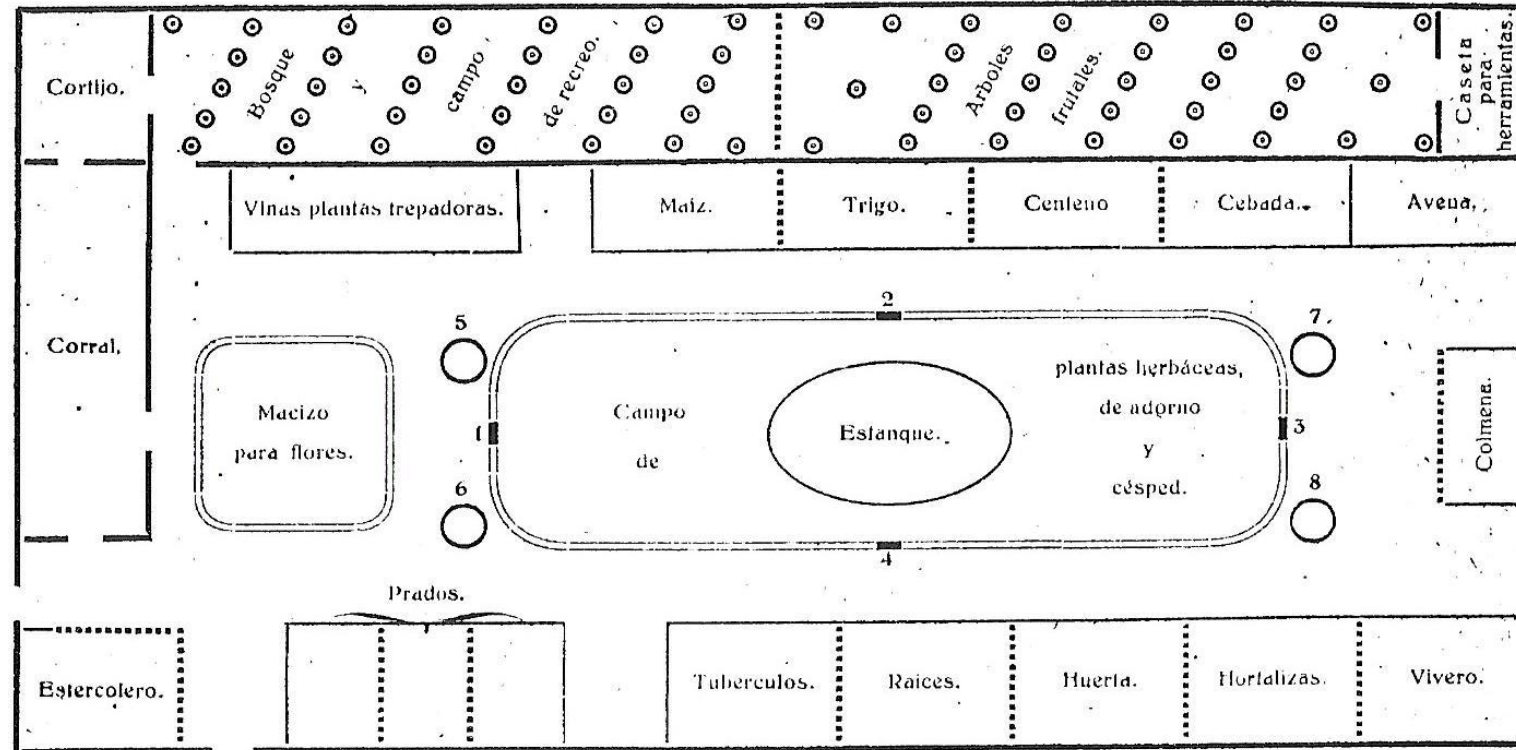 Cortijo.
Bosque
y
campo
de recreo.
Arboles
frutales.
Caseta
para
herramientas.
Vinas plantas trepadoras.
Maiz.
Trigo.
Centeno
Cebada.
Avena,
Corral,
Macizo
para flores.
5
6
1
2
Campo
de
Estanque.
plantas herbáceas,
de adorno
y
césped.
4
7
3
8
Colmena.
Prados.
Estercolero.
Tuberculos.
Raices.
Huerta.
Hortalizas.
Vivero.